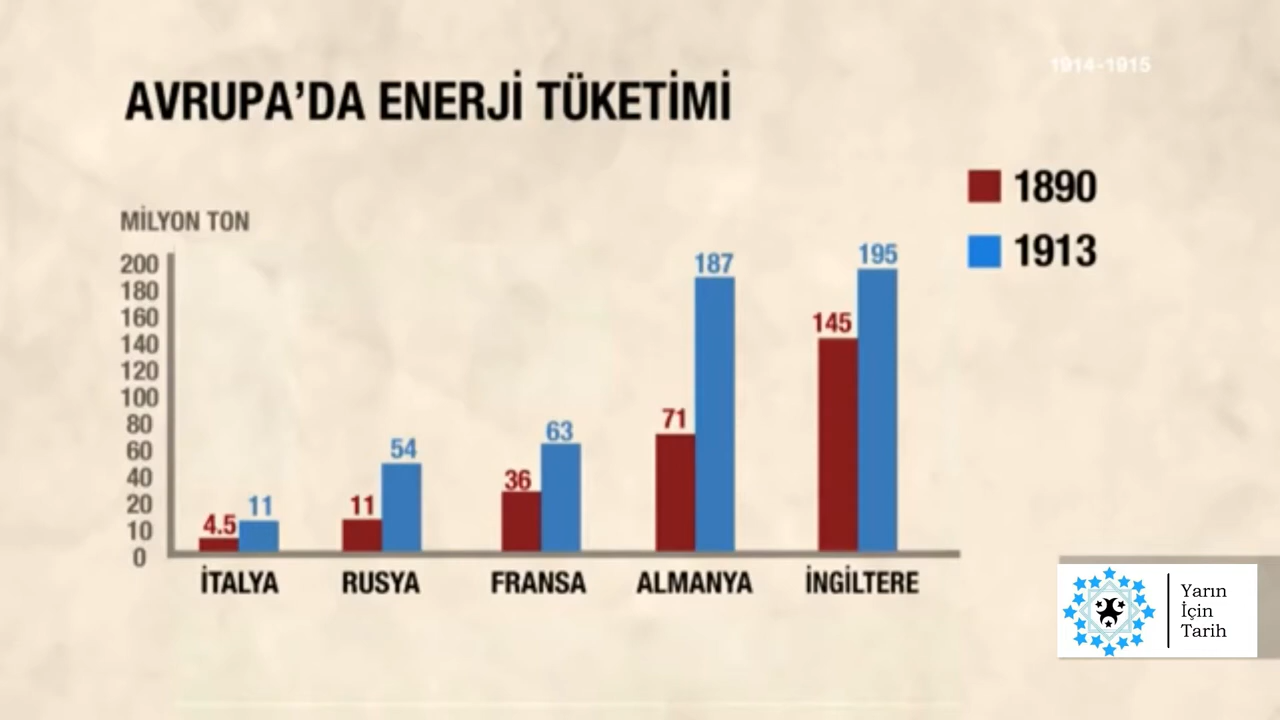 1914-1915
AVRUPA’DA ENERJİ TÜKETİMİ
1890
1913
MİLYON TON
200
180
160
140
120
100
80
60
40
20
10
0
4.5
11
11
54
36
63
71
187
145
195
İTALYA
RUSYA
FRANSA
ALMANYA
İNGİLTERE
Yarın
İçin
Tarih